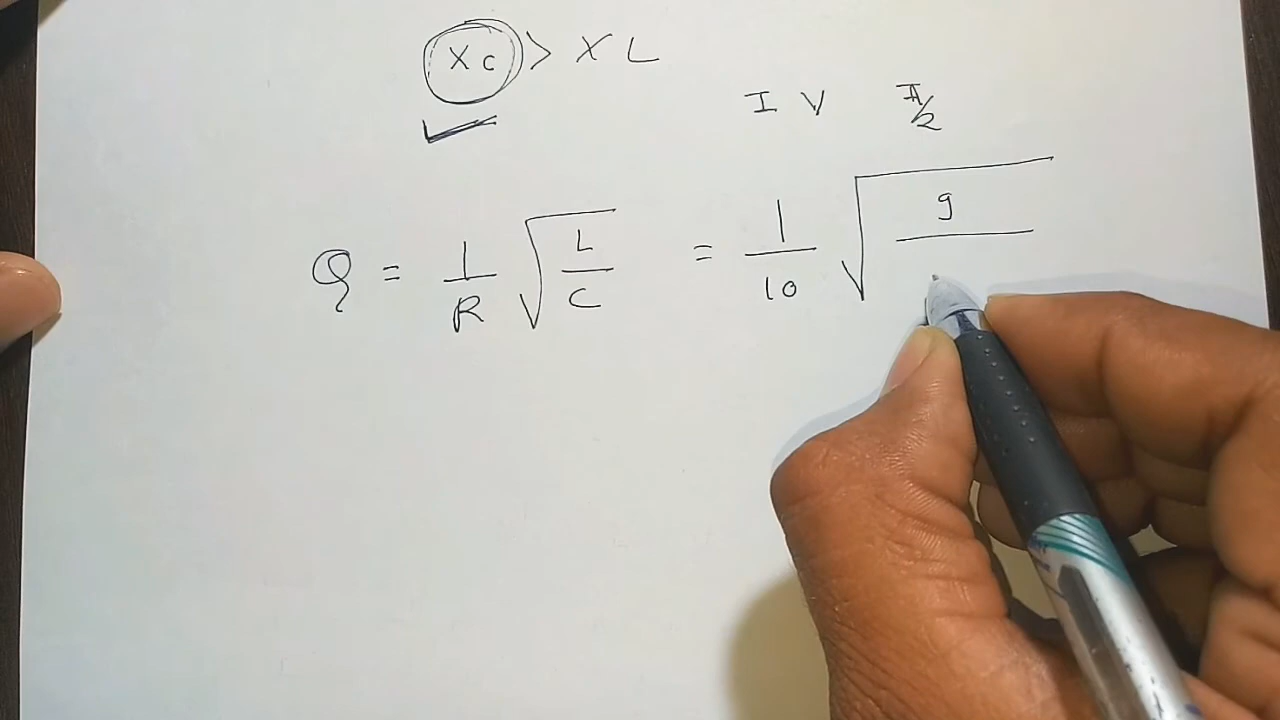 Xc > XL
I V π/2
Q = 1/R √L/C = 1/10 √9/